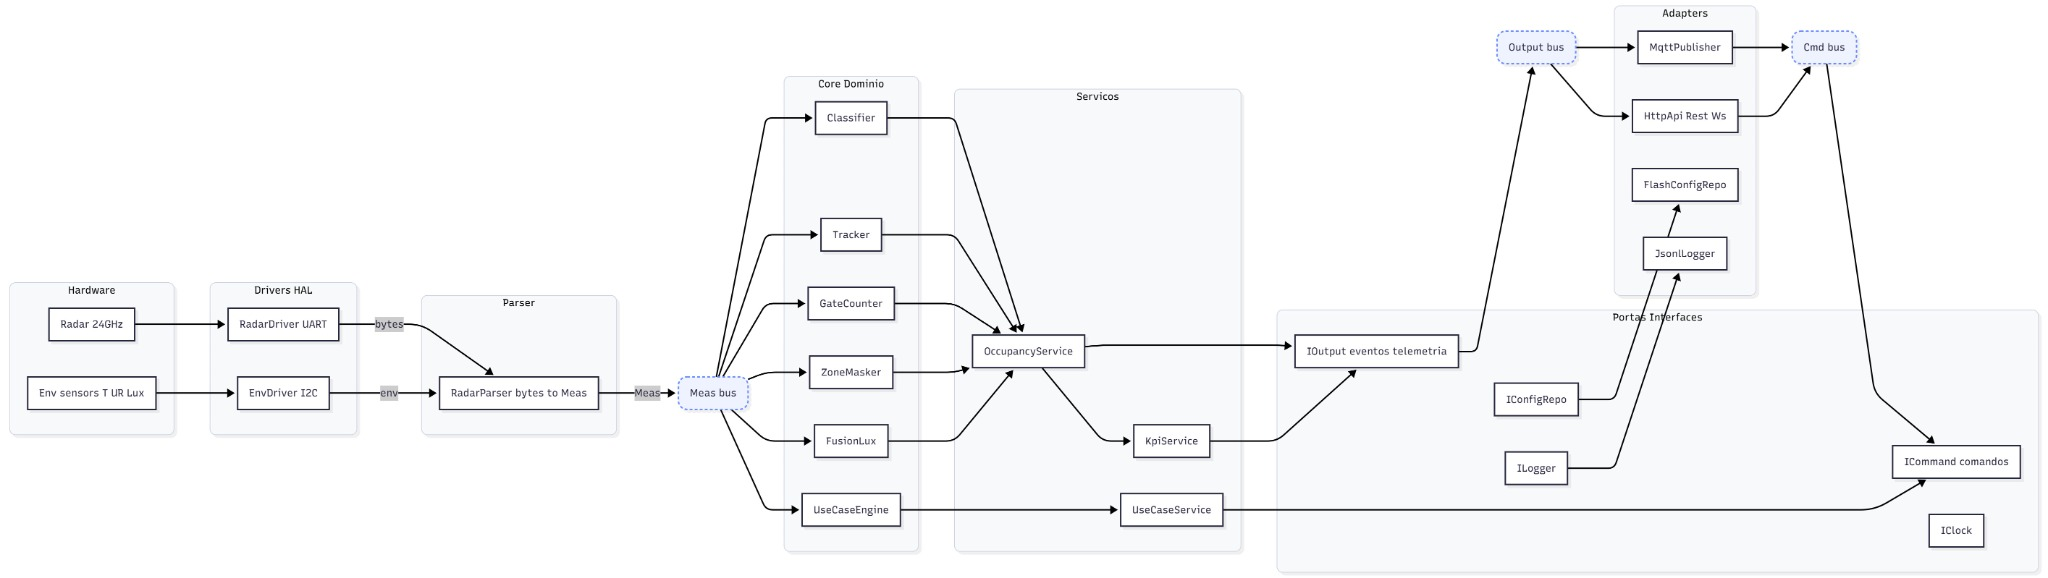 Hardware
Radar 24GHz
Env sensors T UR Lux
Drivers HAL
RadarDriver UART
EnvDriver I2C
bytes
env
Parser
RadarParser bytes to Meas
Meas
Meas bus
Core Dominio
Classifier
Tracker
GateCounter
ZoneMasker
FusionLux
UseCaseEngine
Servicos
OccupancyService
KpiService
UseCaseService
Portas Interfaces
IOutput eventos telemetria
IConfigRepo
ILogger
ICommand comandos
IClock
Output bus
Adapters
MqttPublisher
HttpApi Rest Ws
FlashConfigRepo
JsonlLogger
Cmd bus